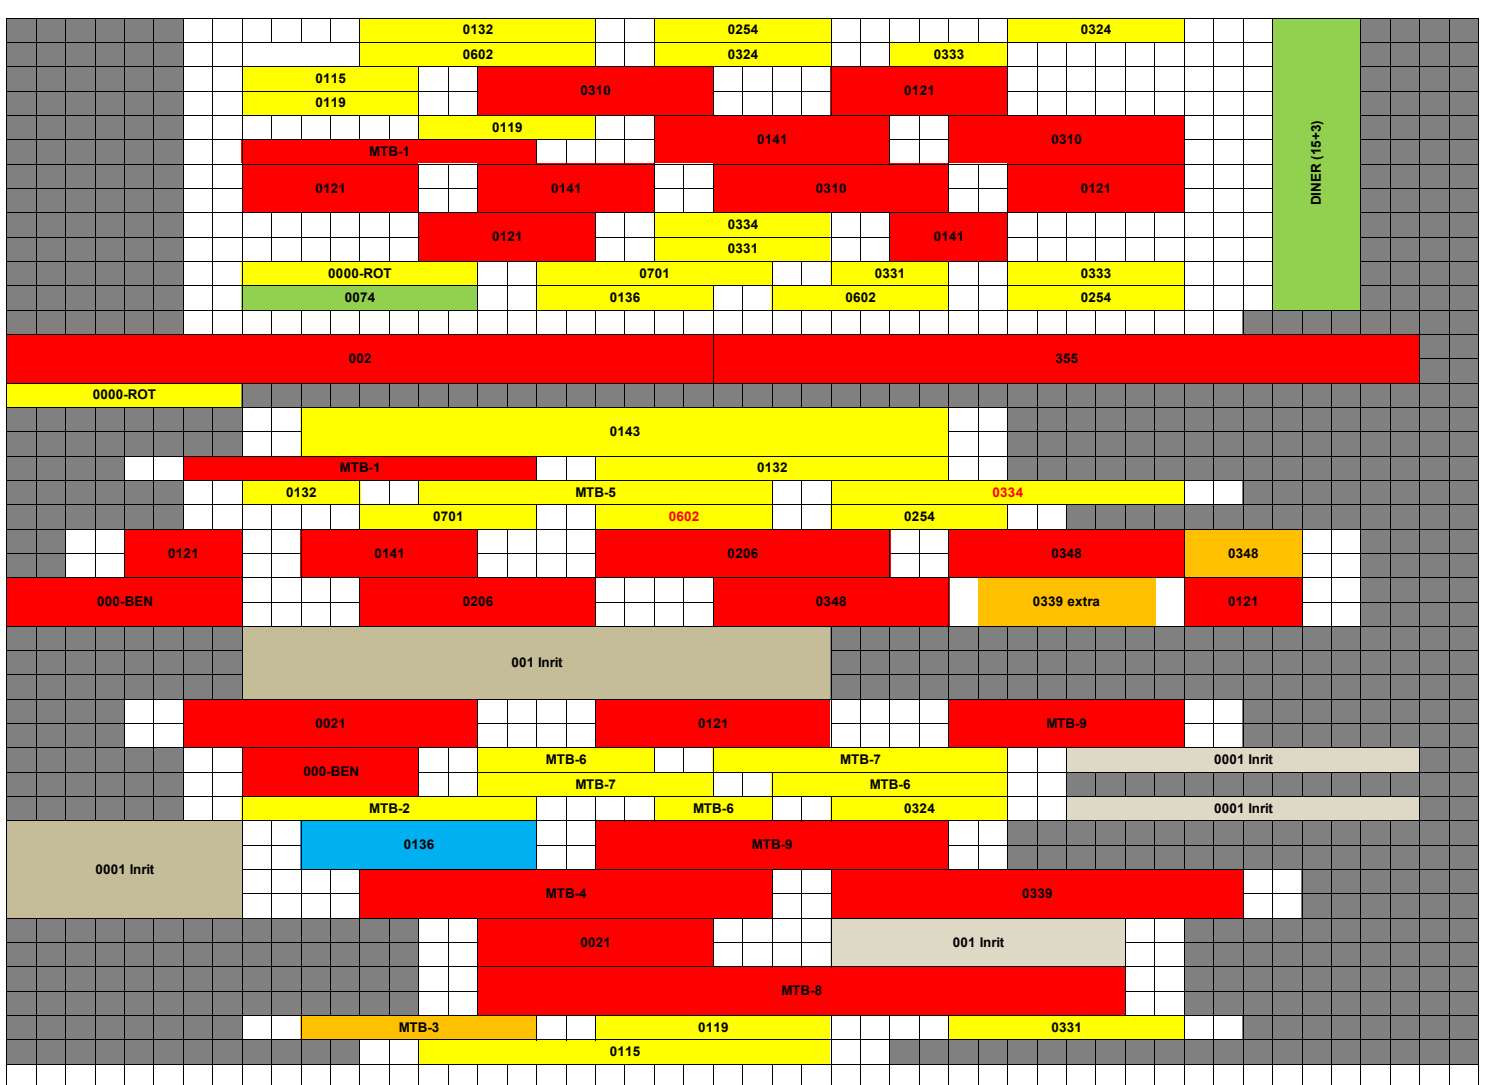 0132 0254 0324
0602 0324 0333
0115
0310 0121
0119
0119
0141 0310
MTB-1
DINER (15+3)
0121 0141 0310 0121
0334
0121 0141
0331
0000-ROT 0701 0331 0333
0074 0136 0602 0254
002 355
0000-ROT
0143
MTB-1 0132
0132 MTB-5 0334
0701 0602 0254
0121 0141 0206 0348 0348
000-BEN 0206 0348 0339 extra 0121
001 Inrit
0021 0121 MTB-9
MTB-6 MTB-7 0001 Inrit
000-BEN
MTB-7 MTB-6
MTB-2 MTB-6 0324 0001 Inrit
0136 MTB-9
0001 Inrit
MTB-4 0339
0021 001 Inrit
MTB-8
MTB-3 0119 0331
0115